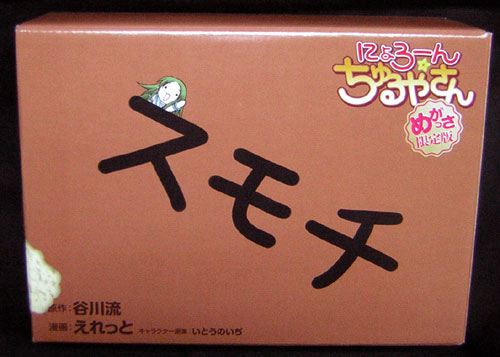 にょろーん
ちゅるやさん
めがっさ
限定版
スモチ
原作：谷川流
漫画：えれっと キャラクター原案：いとうのいぢ